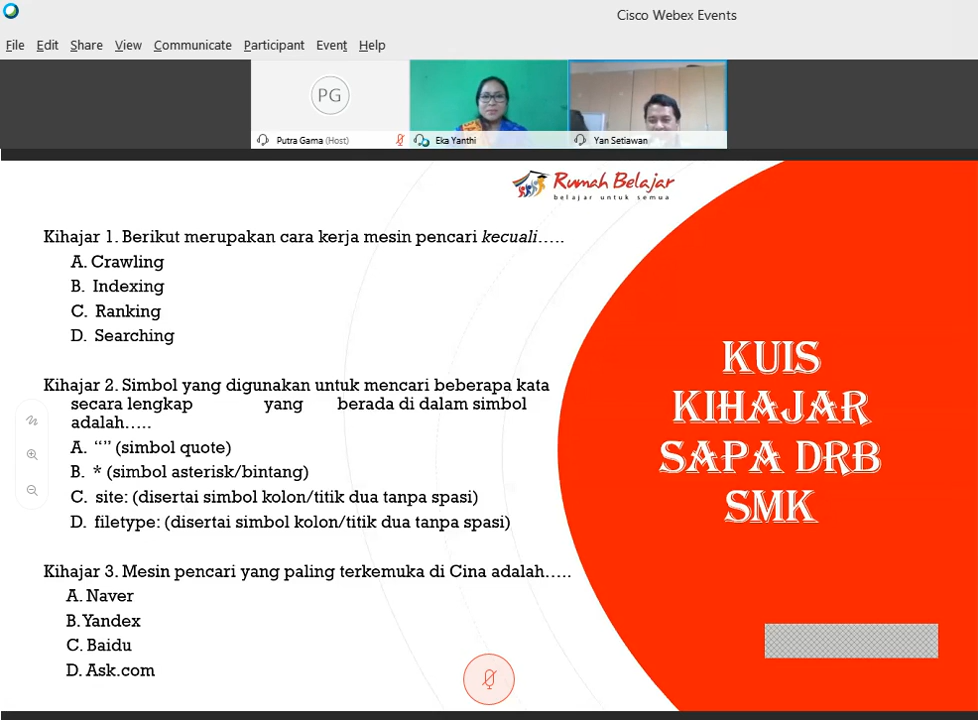 Cisco Webex Events
File Edit Share View Communicate Participant Event Help
PG
Putra Gama (Host)
Eka Yanthi
Yan Setiawan
Rumah Belajar
belajar untuk semua
Kihajar 1. Berikut merupakan cara kerja mesin pencari kecuali.....
A. Crawling
B. Indexing
C. Ranking
D. Searching
Kihajar 2. Simbol yang digunakan untuk mencari beberapa kata
secara lengkap yang berada di dalam simbol
adalah.....
A. “” (simbol quote)
B. * (simbol asterisk/bintang)
C. site: (disertai simbol kolon/titik dua tanpa spasi)
D. filetype: (disertai simbol kolon/titik dua tanpa spasi)
Kihajar 3. Mesin pencari yang paling terkemuka di Cina adalah.....
A. Naver
B. Yandex
C. Baidu
D. Ask.com
KUIS
KIHAJAR
SAPA DRB
SMK